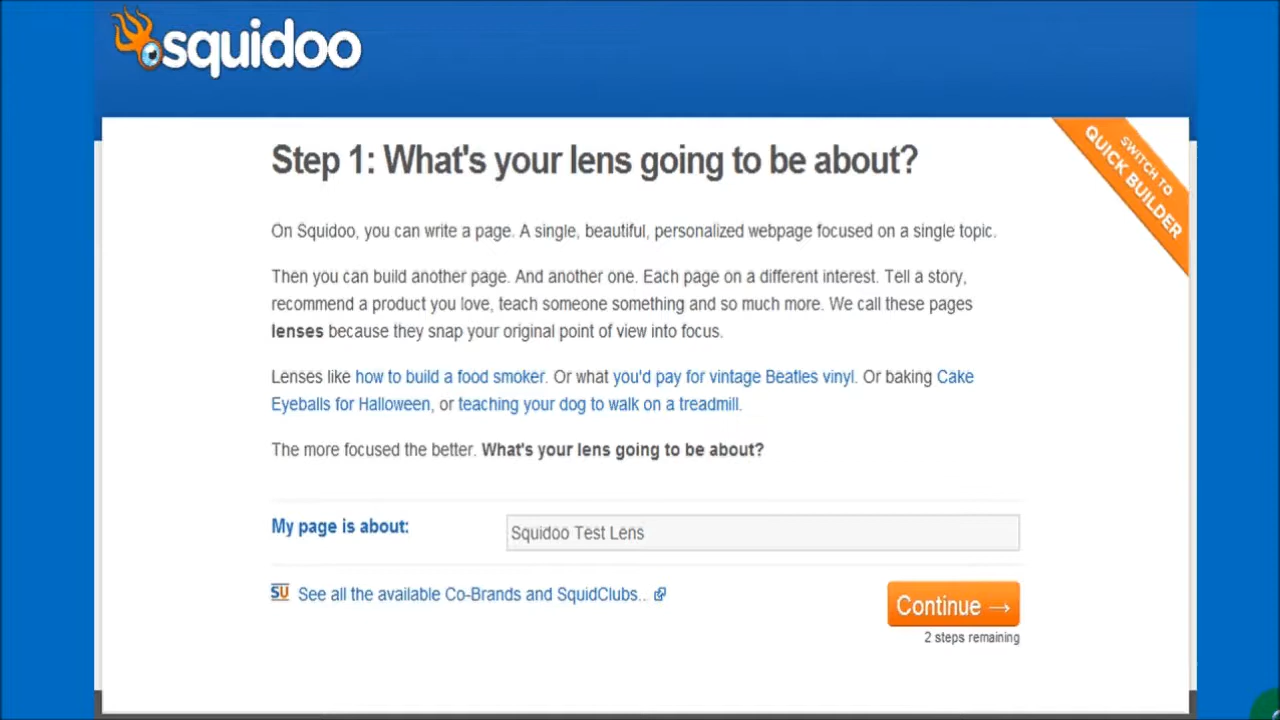 squidoo
SWITCH TO
QUICK BUILDER
Step 1: What's your lens going to be about?
On Squidoo, you can write a page. A single, beautiful, personalized webpage focused on a single topic.
Then you can build another page. And another one. Each page on a different interest. Tell a story,
recommend a product you love, teach someone something and so much more. We call these pages
lenses because they snap your original point of view into focus.
Lenses like how to build a food smoker. Or what you'd pay for vintage Beatles vinyl. Or baking Cake
Eyeballs for Halloween, or teaching your dog to walk on a treadmill.
The more focused the better. What's your lens going to be about?
My page is about: Squidoo Test Lens
SU See all the available Co-Brands and SquidClubs...
Continue →
2 steps remaining